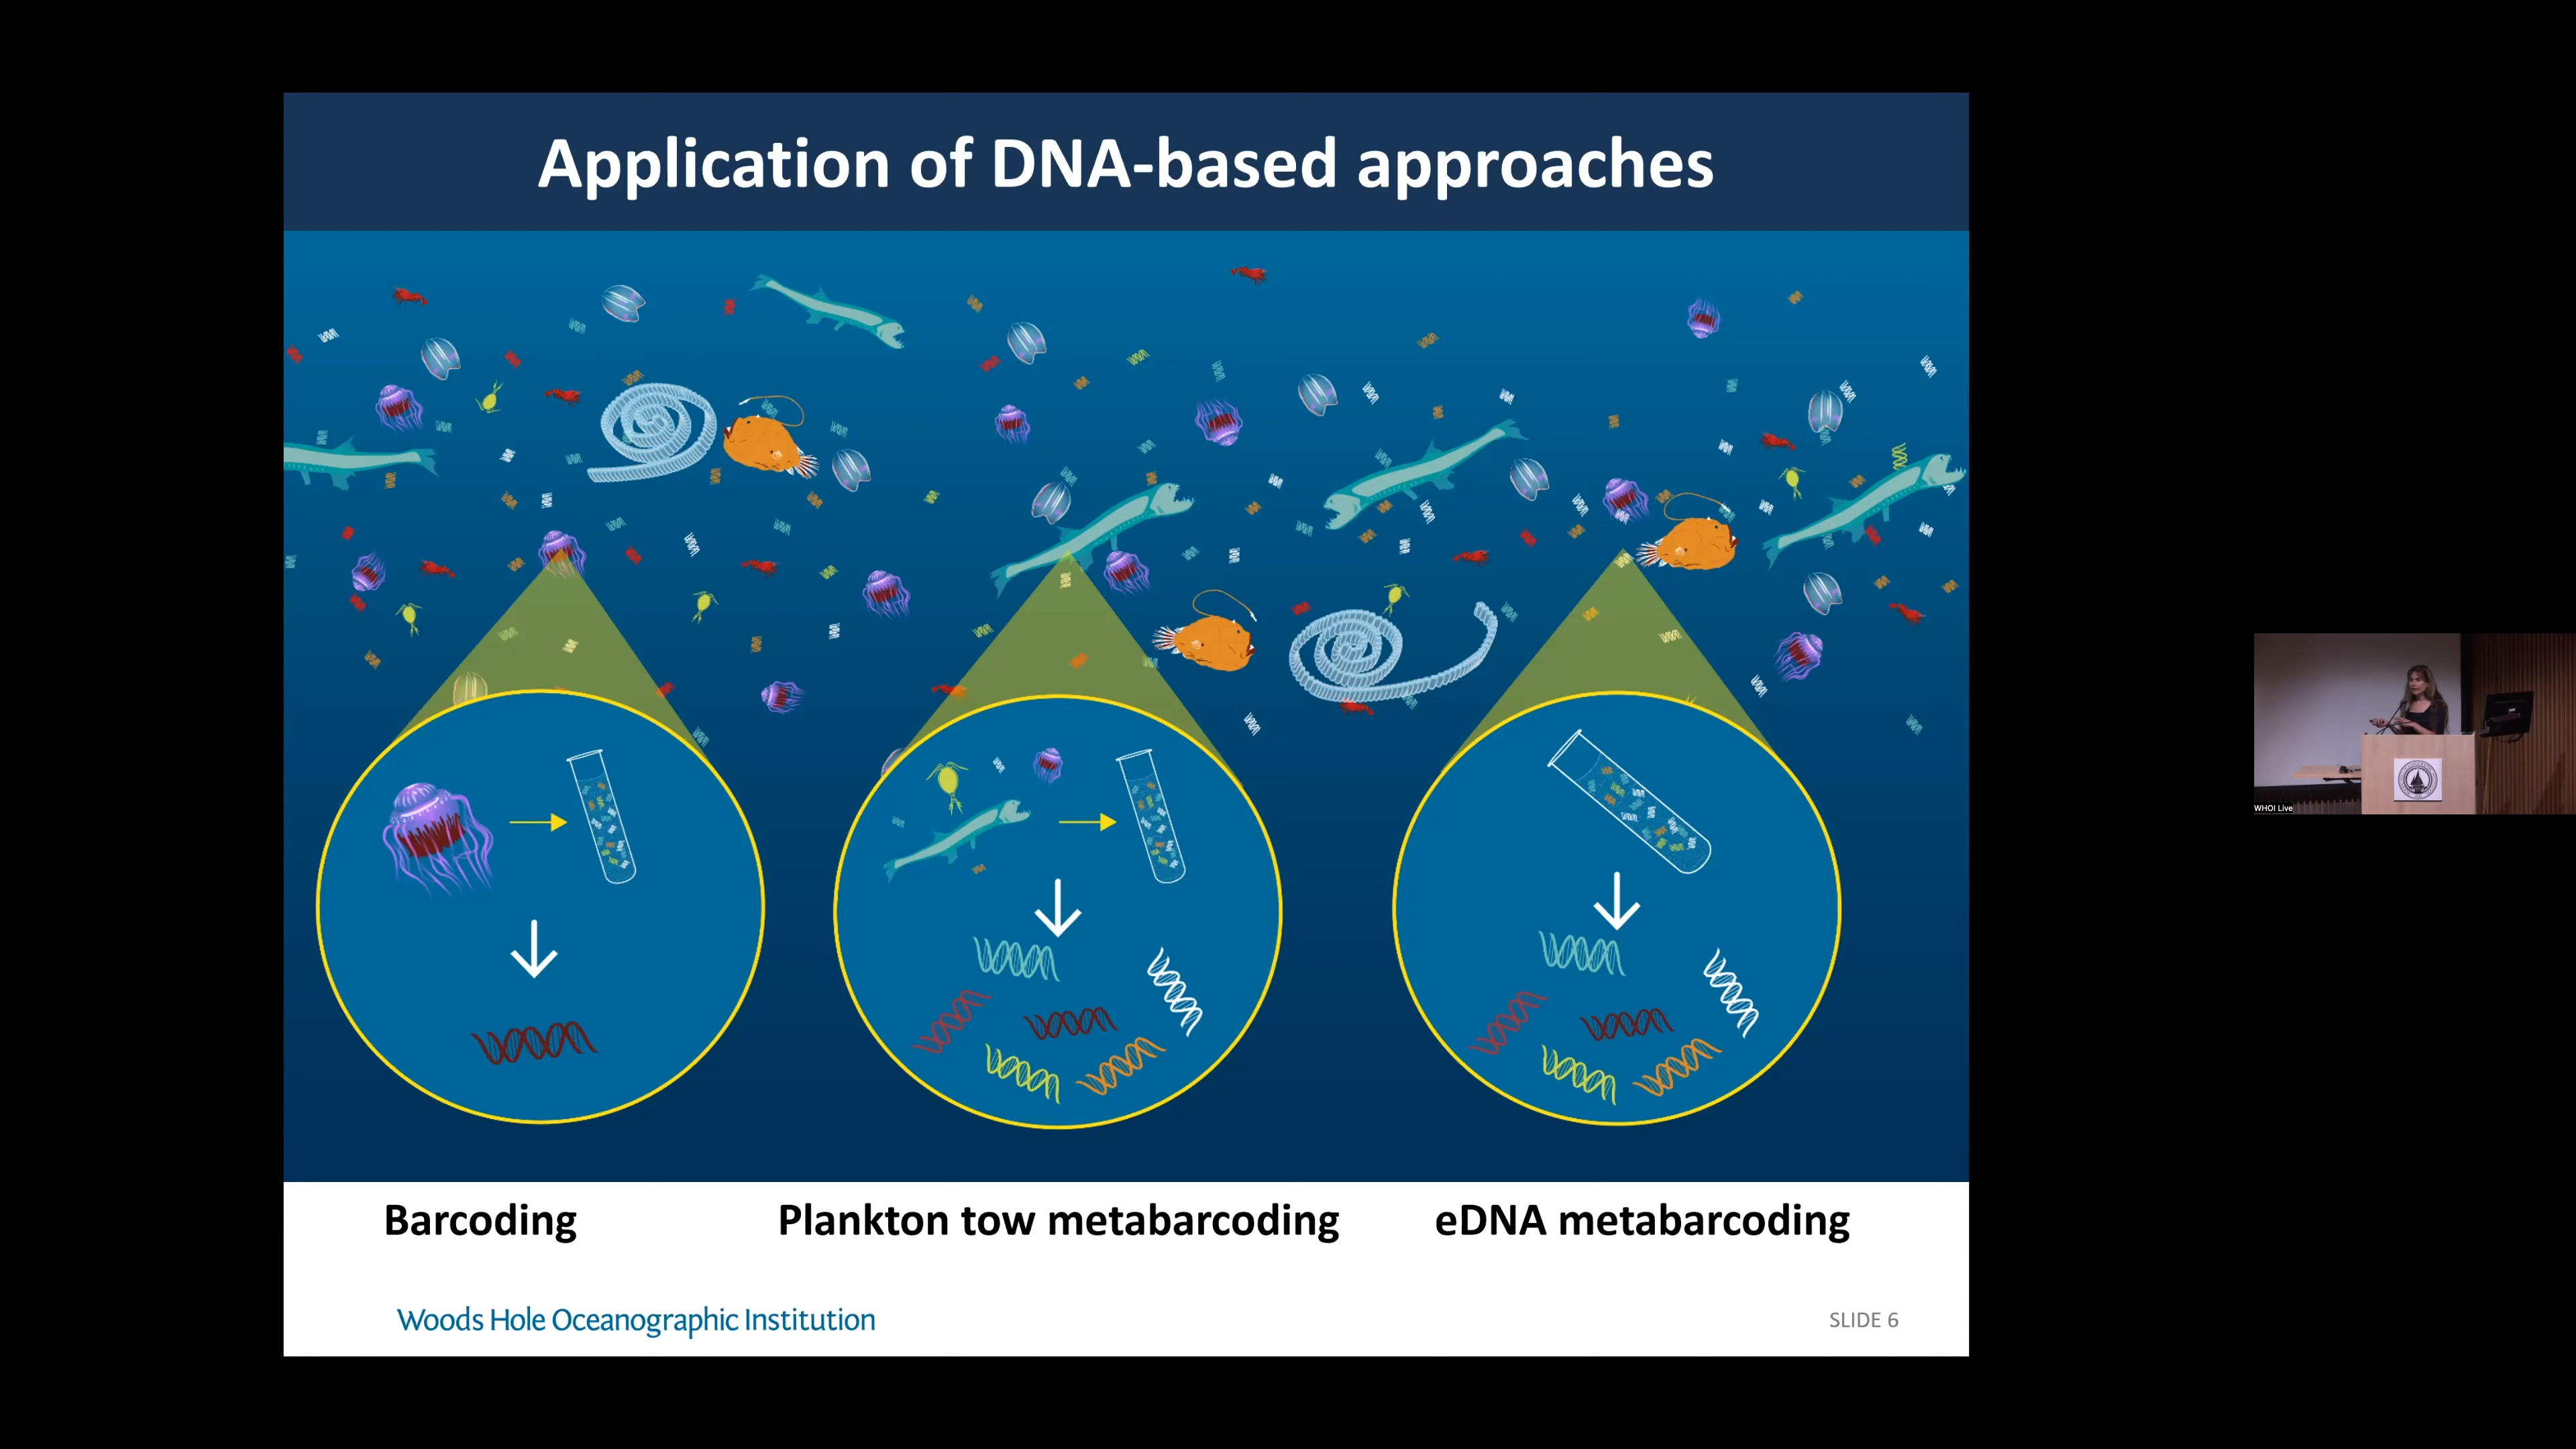 Application of DNA-based approaches
Barcoding
Plankton tow metabarcoding
eDNA metabarcoding
Woods Hole Oceanographic Institution
SLIDE 6
WHOI Live